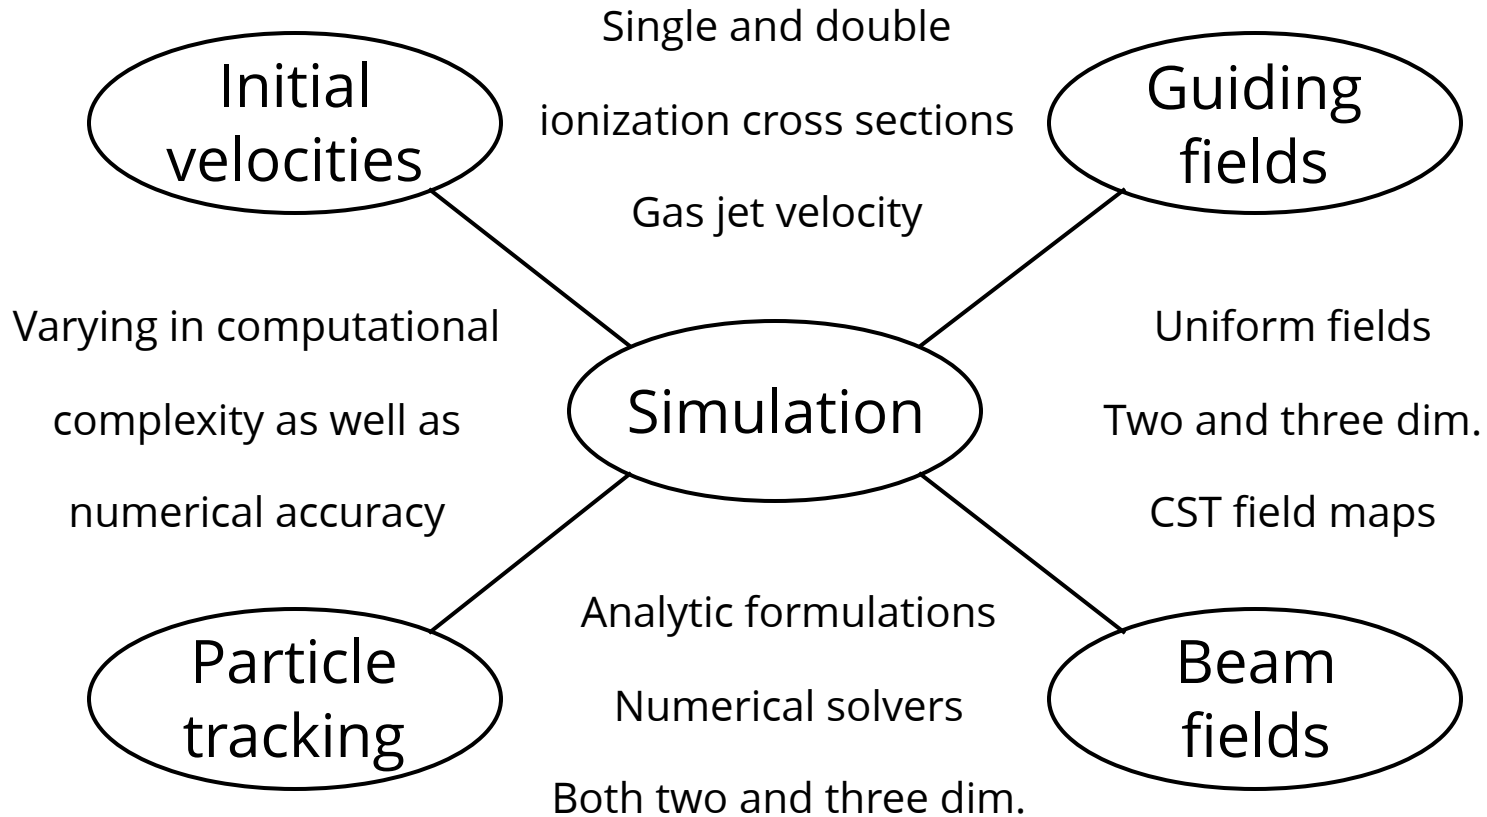 Single and double
ionization cross sections
Gas jet velocity
Initial
velocities
Guiding
fields
Varying in computational
complexity as well as
numerical accuracy
Simulation
Uniform fields
Two and three dim.
CST field maps
Particle
tracking
Analytic formulations
Numerical solvers
Both two and three dim.
Beam
fields